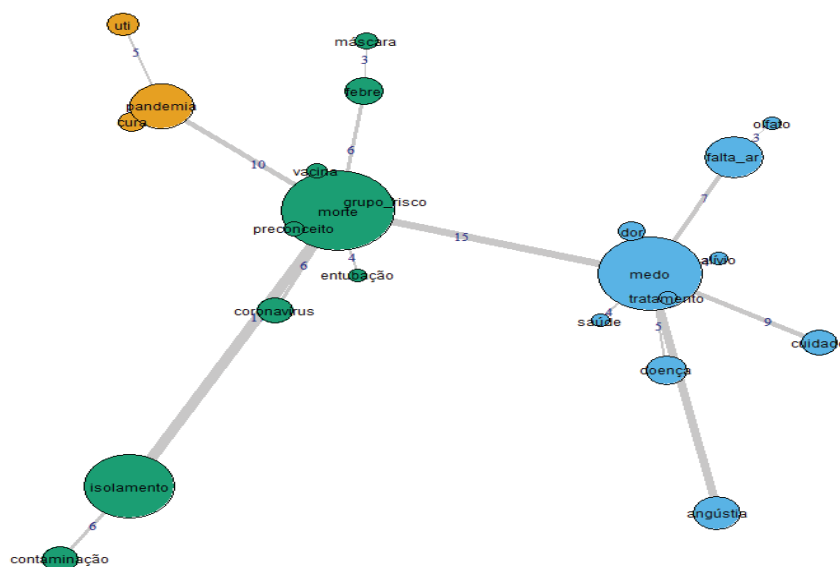 uti
máscara
5
3
febre
pandemia
cura
olfato
3
falta_ar
6
10
vacina
7
grupo_risco
morte
preconceito
dor
15
4
6
alívio
entubação
medo
tratamento
coronavírus
4
saúde
5
9
cuidado
doença
isolamento
angústia
6
contaminação